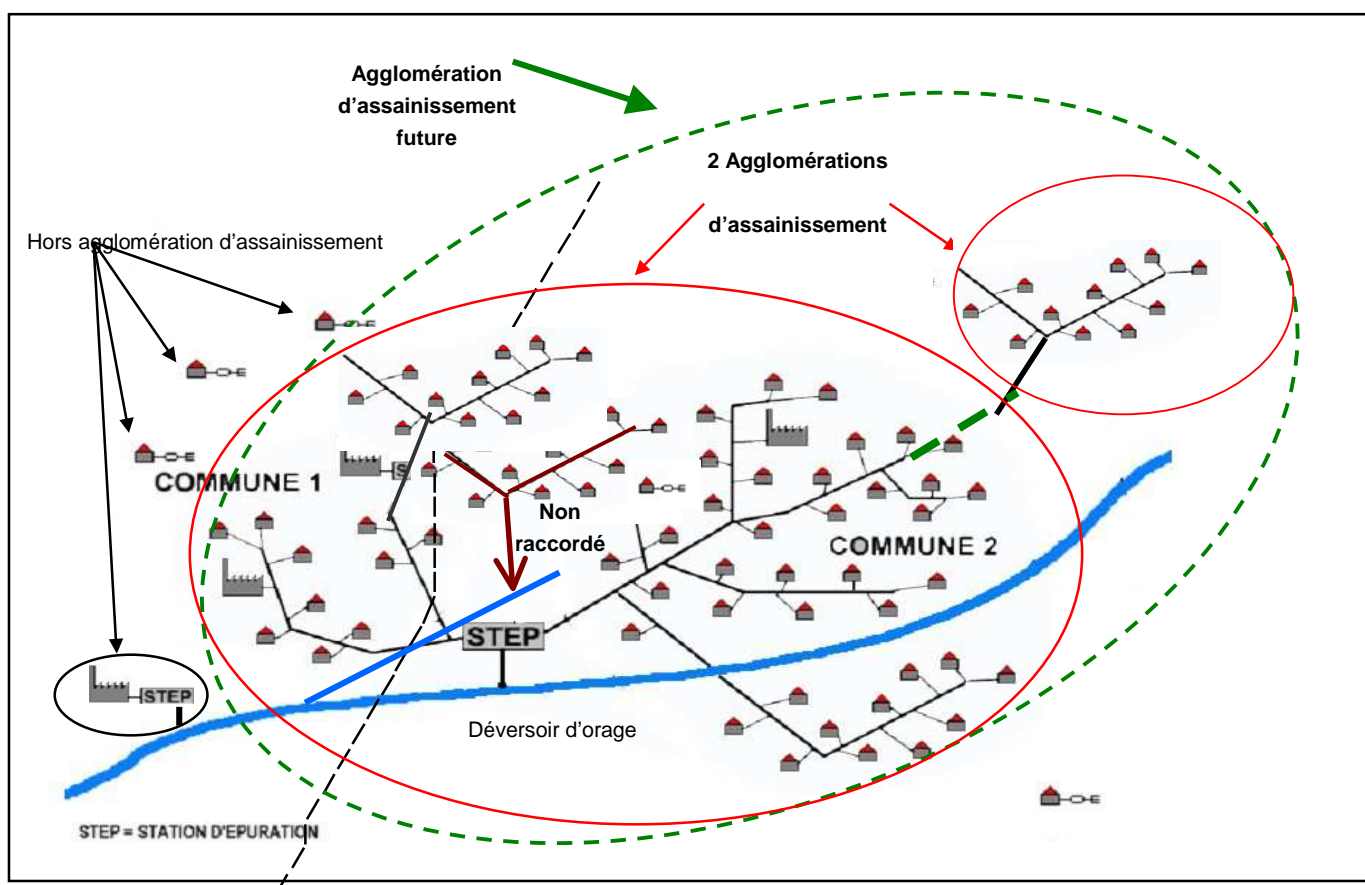 Agglomération
d'assainissement
future
2 Agglomérations
d'assainissement
Hors agglomération d'assainissement
COMMUNE 1
S
Non
raccordé
COMMUNE 2
STEP
STEP
Déversoir d'orage
STEP = STATION D'EPURATION